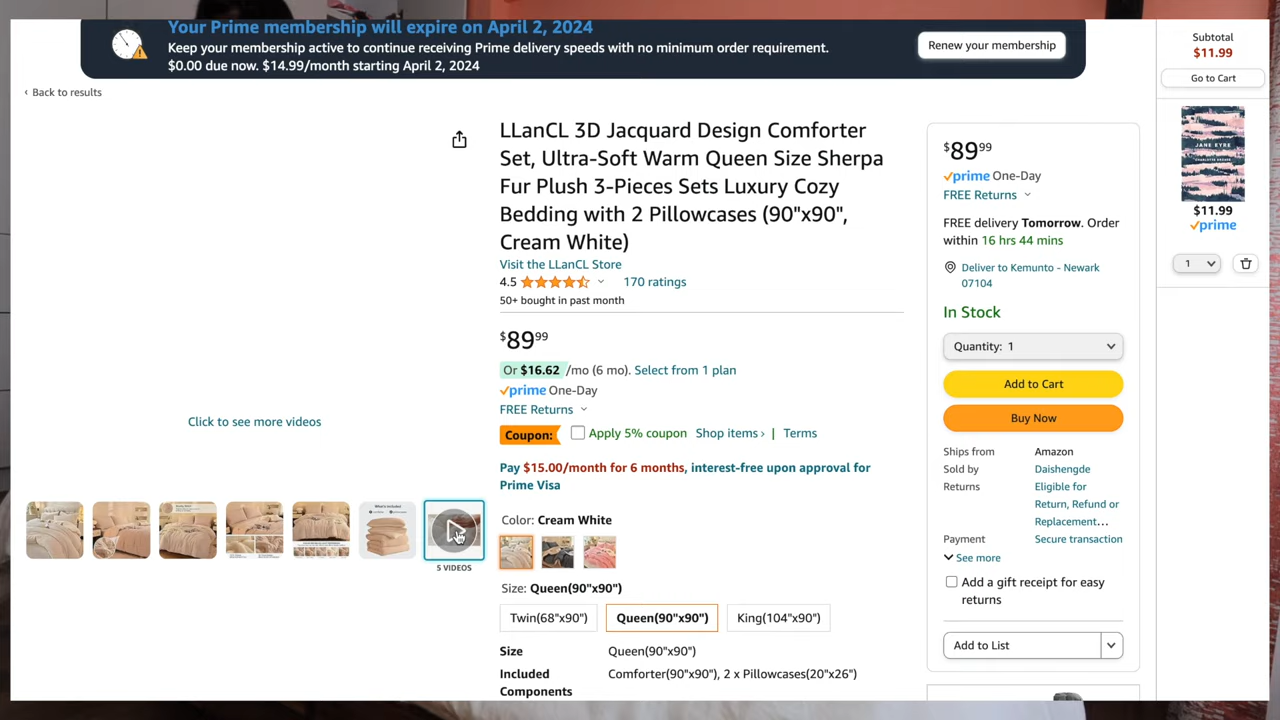 Your Prime membership will expire on April 2, 2024
Keep your membership active to continue receiving Prime delivery speeds with no minimum order requirement.
$0.00 due now. $14.99/month starting April 2, 2024
Renew your membership
Subtotal
$11.99
Go to Cart
‹ Back to results
JANE EYRE
$11.99
prime
1
LLanCL 3D Jacquard Design Comforter
Set, Ultra-Soft Warm Queen Size Sherpa
Fur Plush 3-Pieces Sets Luxury Cozy
Bedding with 2 Pillowcases (90"x90",
Cream White)
Visit the LLanCL Store
4.5 170 ratings
50+ bought in past month
$89.99
Or $16.62 /mo (6 mo). Select from 1 plan
prime One-Day
FREE Returns
Coupon: Apply 5% coupon Shop items › | Terms
Pay $15.00/month for 6 months, interest-free upon approval for
Prime Visa
Click to see more videos
5 VIDEOS
Color: Cream White
Size: Queen(90"x90")
Twin(68"x90") Queen(90"x90") King(104"x90")
Size Queen(90"x90")
Included Comforter(90"x90"), 2 x Pillowcases(20"x26")
Components
$89.99
prime One-Day
FREE Returns
FREE delivery Tomorrow. Order
within 16 hrs 44 mins
Deliver to Kemunto - Newark
07104
In Stock
Quantity: 1
Add to Cart
Buy Now
Ships from Amazon
Sold by Daishengde
Returns Eligible for
Return, Refund or
Replacement…
Payment Secure transaction
See more
Add a gift receipt for easy
returns
Add to List